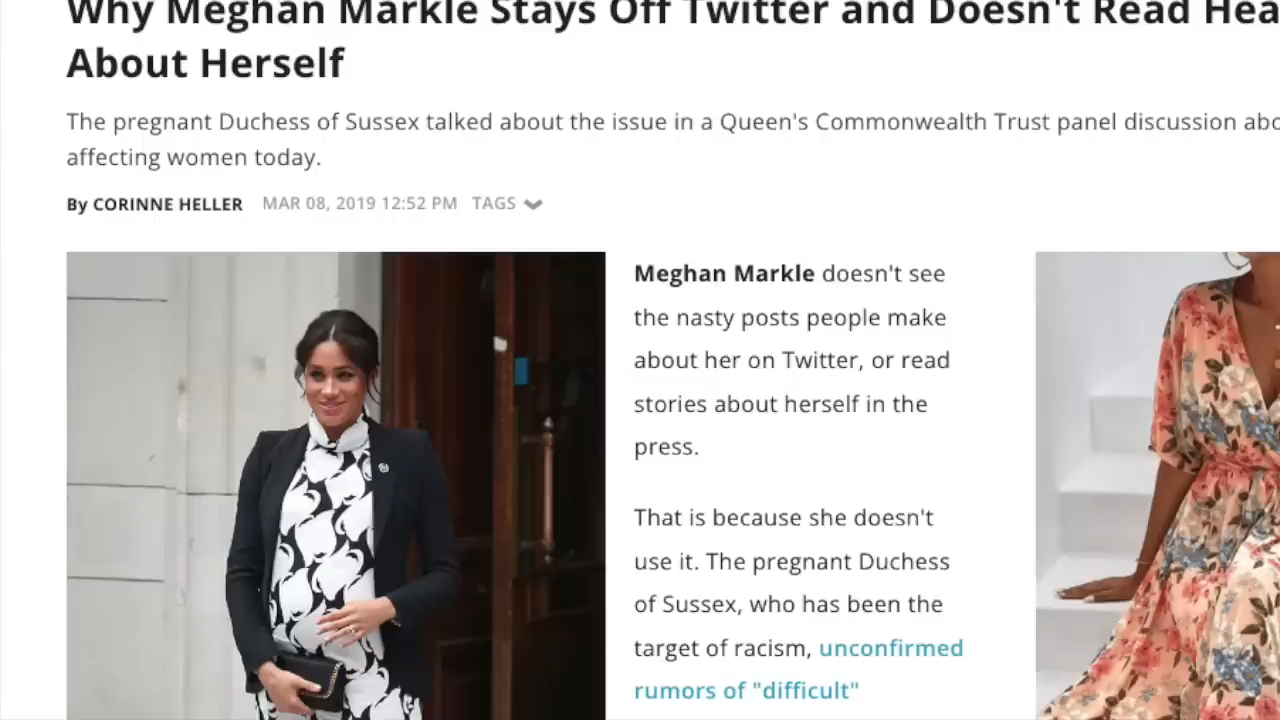 Why Meghan Markle Stays Off Twitter and Doesn't Read
About Herself
The pregnant Duchess of Sussex talked about the issue in a Queen's Commonwealth Trust panel discussion
affecting women today.
By CORINNE HELLER MAR 08, 2019 12:52 PM TAGS
Meghan Markle doesn't see
the nasty posts people make
about her on Twitter, or read
stories about herself in the
press.
That is because she doesn't
use it. The pregnant Duchess
of Sussex, who has been the
target of racism, unconfirmed
rumors of "difficult"